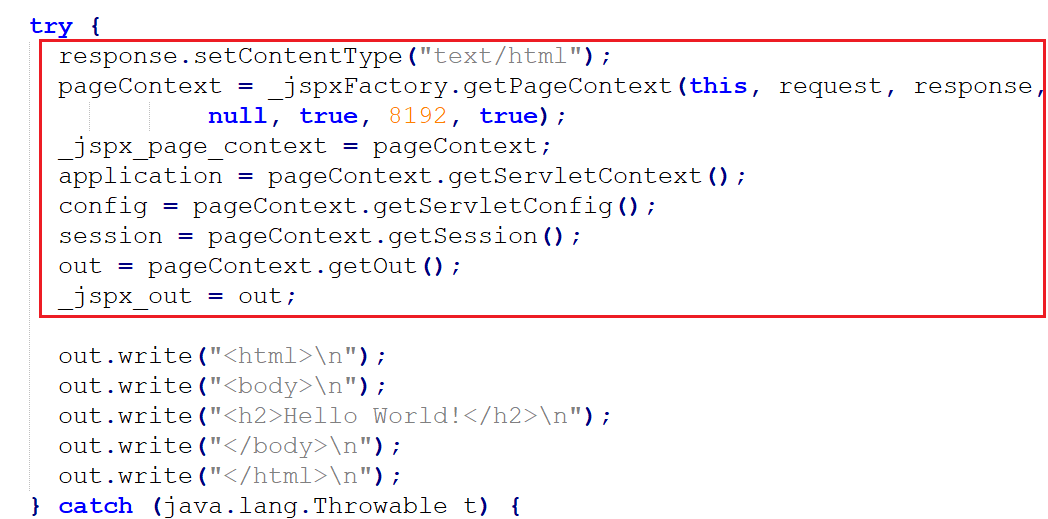 try {
response.setContentType("text/html");
pageContext = _jspxFactory.getPageContext(this, request, response,
null, true, 8192, true);
_jspx_page_context = pageContext;
application = pageContext.getServletContext();
config = pageContext.getServletConfig();
session = pageContext.getSession();
out = pageContext.getOut();
_jspx_out = out;
out.write("<html>\n");
out.write("<body>\n");
out.write("<h2>Hello World!</h2>\n");
out.write("</body>\n");
out.write("</html>\n");
} catch (java.lang.Throwable t) {